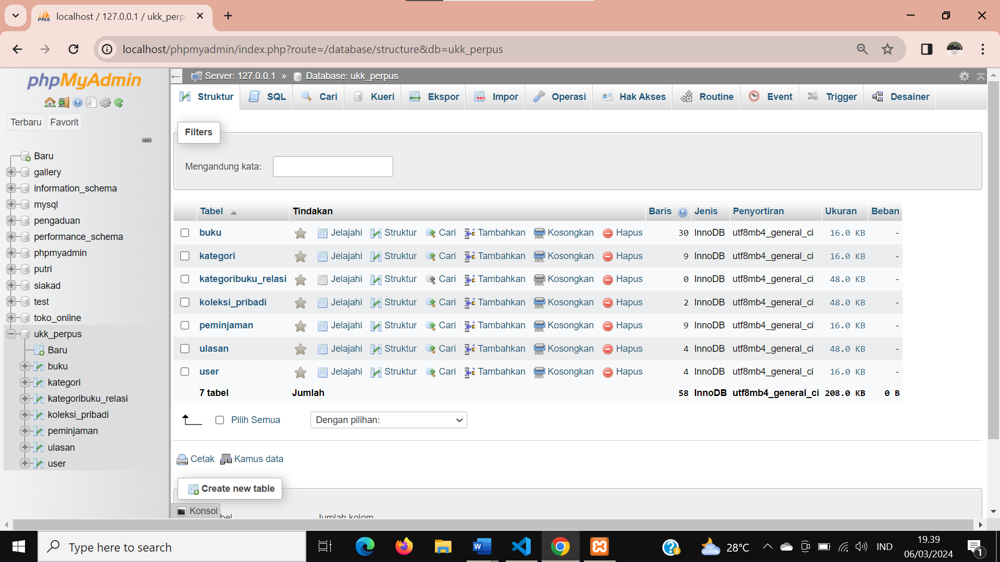 localhost / 127.0.0.1 / ukk_perp
localhost/phpmyadmin/index.php?route=/database/structure&db=ukk_perpus
phpMyAdmin
Terbaru Favorit
Baru
gallery
information_schema
mysql
pengaduan
performance_schema
phpmyadmin
putri
siakad
test
toko_online
ukk_perpus
Baru
buku
kategori
kategoribuku_relasi
koleksi_pribadi
peminjaman
ulasan
user
Server: 127.0.0.1 » Database: ukk_perpus
Struktur SQL Cari Kueri Ekspor Impor Operasi Hak Akses Routine Event Trigger Desainer
Filters
Mengandung kata:
Tabel Tindakan Baris Jenis Penyortiran Ukuran Beban
buku Jelajahi Struktur Cari Tambahkan Kosongkan Hapus 30 InnoDB utf8mb4_general_ci 16.0 KB -
kategori Jelajahi Struktur Cari Tambahkan Kosongkan Hapus 9 InnoDB utf8mb4_general_ci 16.0 KB -
kategoribuku_relasi Jelajahi Struktur Cari Tambahkan Kosongkan Hapus 0 InnoDB utf8mb4_general_ci 48.0 KB -
koleksi_pribadi Jelajahi Struktur Cari Tambahkan Kosongkan Hapus 2 InnoDB utf8mb4_general_ci 48.0 KB -
peminjaman Jelajahi Struktur Cari Tambahkan Kosongkan Hapus 9 InnoDB utf8mb4_general_ci 16.0 KB -
ulasan Jelajahi Struktur Cari Tambahkan Kosongkan Hapus 4 InnoDB utf8mb4_general_ci 48.0 KB -
user Jelajahi Struktur Cari Tambahkan Kosongkan Hapus 4 InnoDB utf8mb4_general_ci 16.0 KB -
7 tabel Jumlah 58 InnoDB utf8mb4_general_ci 208.0 KB 0 B
Pilih Semua Dengan pilihan:
Cetak Kamus data
Create new table
Konsol
bel Jumlah kolom
Type here to search
28°C
IND
19.39
06/03/2024
1